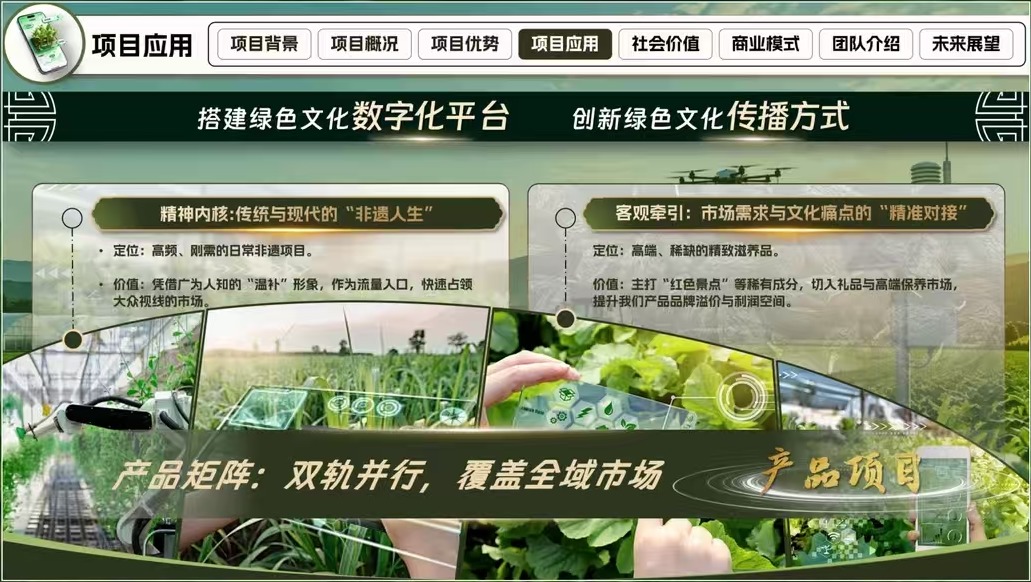 项目应用
项目背景 项目概况 项目优势 项目应用 社会价值 商业模式 团队介绍 未来展望
搭建绿色文化数字化平台 创新绿色文化传播方式
精神内核:传统与现代的“非遗人生”
• 定位：高频、刚需的日常非遗项目。
• 价值：凭借广为人知的“温补”形象，作为流量入口，快速占领
大众视线的市场。
客观牵引：市场需求与文化痛点的“精准对接”
定位：高端、稀缺的精致滋养品。
价值：主打“红色景点”等稀有成分，切入礼品与高端保养市场，
提升我们产品品牌溢价与利润空间。
产品矩阵：双轨并行，覆盖全域市场
产品项目